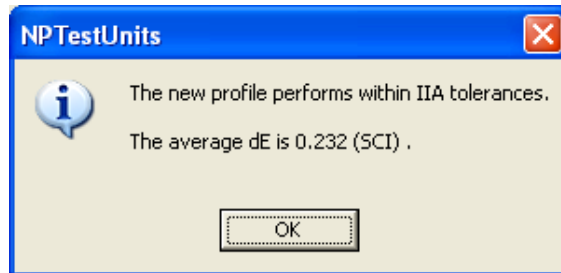 NPTestUnits
The new profile performs within IIA tolerances.
The average dE is 0.232 (SCI) .
OK